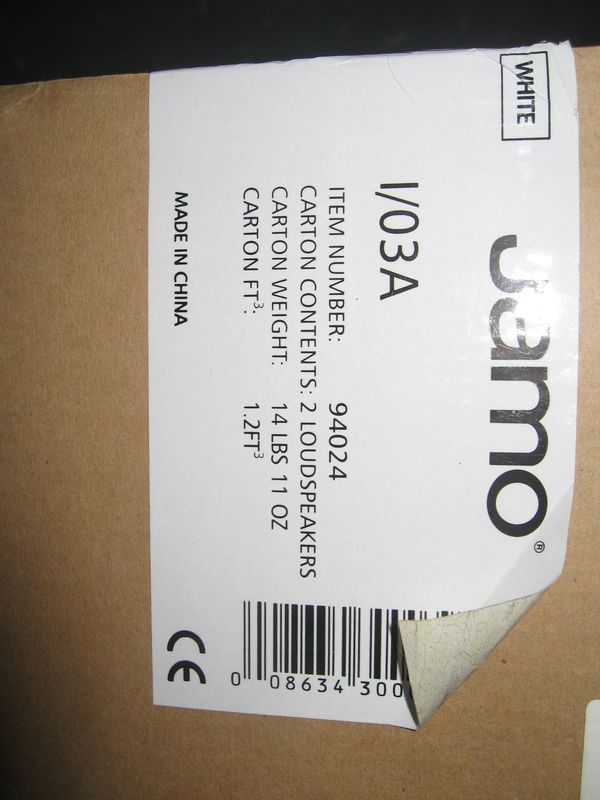 WHITE
Jamo®
I/03A
ITEM NUMBER: 94024
CARTON CONTENTS: 2 LOUDSPEAKERS
CARTON WEIGHT: 14 LBS 11 OZ
CARTON FT³: 1.2FT³
MADE IN CHINA
CE
0 08634 300